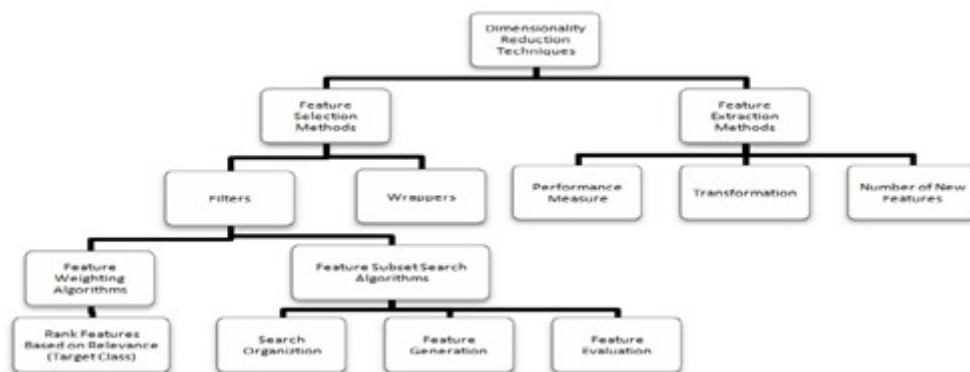 Dimensionality
Reduction
Techniques
Feature
Selection
Methods
Feature
Extraction
Methods
Filters
Wrappers
Performance
Measure
Transformation
Number of New
Features
Feature
Weighting
Algorithms
Feature Subset Search
Algorithms
Rank Features
Based on Relevance
(Target Class)
Search
Organiztion
Feature
Generation
Feature
Evaluation